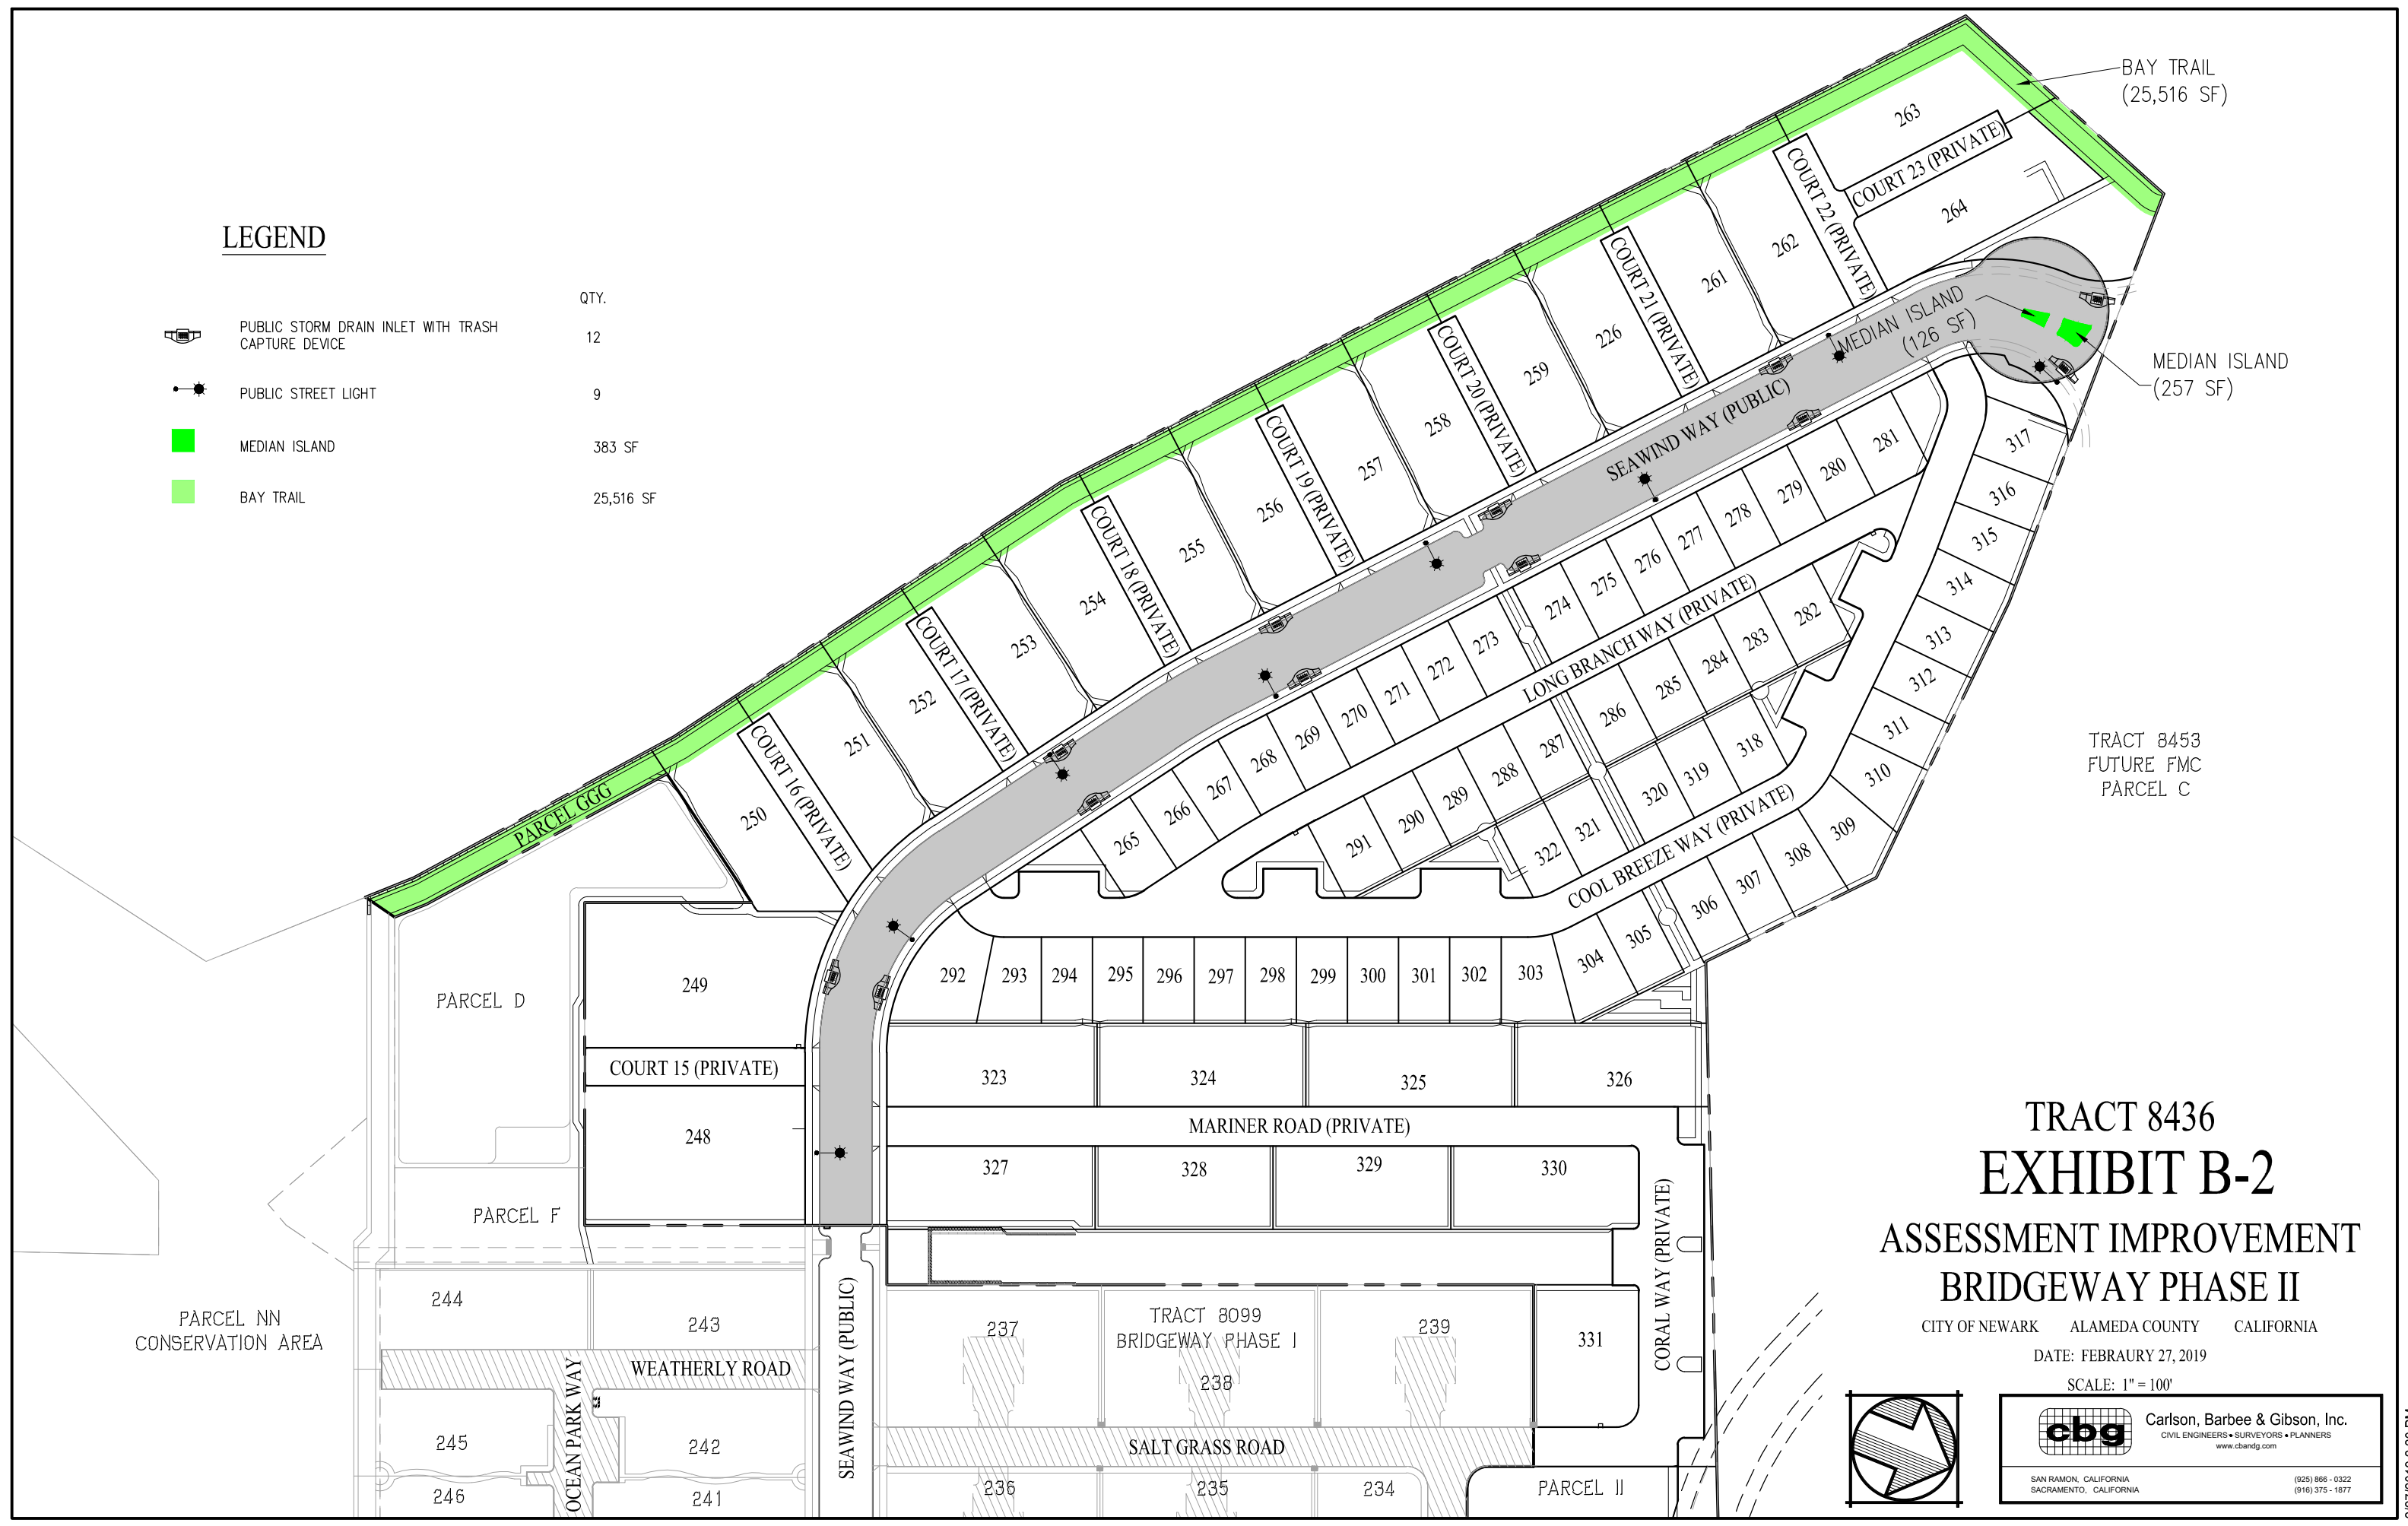 BAY TRAIL
(25,516 SF)
263
COURT 23 (PRIVATE)
264
COURT 22 (PRIVATE)
262
261
COURT 21 (PRIVATE)
226
259
COURT 20 (PRIVATE)
258
257
COURT 19 (PRIVATE)
256
255
COURT 18 (PRIVATE)
254
253
COURT 17 (PRIVATE)
252
251
COURT 16 (PRIVATE)
250
PARCEL GGG
LEGEND
QTY.
PUBLIC STORM DRAIN INLET WITH TRASH
CAPTURE DEVICE
12
PUBLIC STREET LIGHT
9
MEDIAN ISLAND
383 SF
BAY TRAIL
25,516 SF
MEDIAN ISLAND
(126 SF)
MEDIAN ISLAND
(257 SF)
SEAWIND WAY (PUBLIC)
317
316
315
314
313
312
311
310
309
308
307
306
305
304
281
280
279
278
277
276
275
274
273
272
271
270
269
268
267
266
265
LONG BRANCH WAY (PRIVATE)
282
283
284
285
286
287
288
289
290
291
318
319
320
321
322
COOL BREEZE WAY (PRIVATE)
TRACT 8453
FUTURE FMC
PARCEL C
292
293
294
295
296
297
298
299
300
301
302
303
PARCEL D
249
COURT 15 (PRIVATE)
248
PARCEL F
323
324
325
326
MARINER ROAD (PRIVATE)
327
328
329
330
CORAL WAY (PRIVATE)
331
PARCEL NN
CONSERVATION AREA
244
243
WEATHERLY ROAD
OCEAN PARK WAY
245
242
246
241
SEAWIND WAY (PUBLIC)
237
TRACT 8099
BRIDGEWAY PHASE I
238
239
SALT GRASS ROAD
236
235
234
PARCEL II
TRACT 8436
EXHIBIT B-2
ASSESSMENT IMPROVEMENT
BRIDGEWAY PHASE II
CITY OF NEWARK ALAMEDA COUNTY CALIFORNIA
DATE: FEBRAURY 27, 2019
SCALE: 1" = 100'
cbg
Carlson, Barbee & Gibson, Inc.
CIVIL ENGINEERS • SURVEYORS • PLANNERS
www.cbandg.com
SAN RAMON, CALIFORNIA (925) 866 - 0322
SACRAMENTO, CALIFORNIA (916) 375 - 1877